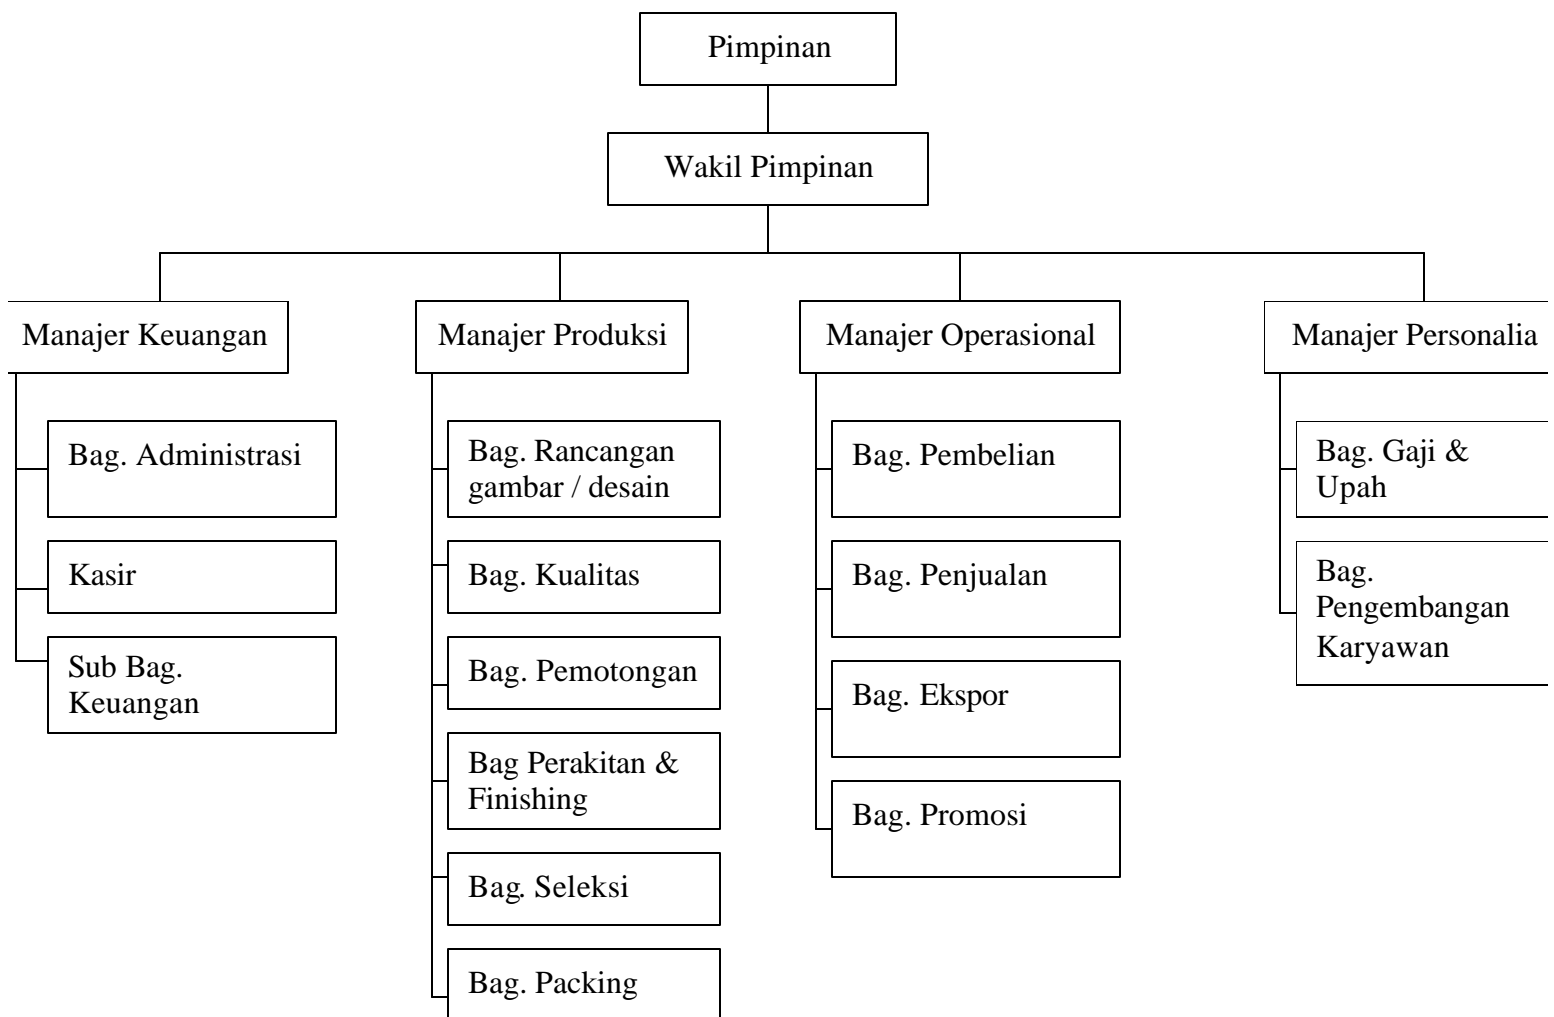 Pimpinan
Wakil Pimpinan
Manajer Keuangan
Manajer Produksi
Manajer Operasional
Manajer Personalia
Bag. Administrasi
Kasir
Sub Bag.
Keuangan
Bag. Rancangan
gambar / desain
Bag. Kualitas
Bag. Pemotongan
Bag Perakitan &
Finishing
Bag. Seleksi
Bag. Packing
Bag. Pembelian
Bag. Penjualan
Bag. Ekspor
Bag. Promosi
Bag. Gaji &
Upah
Bag.
Pengembangan
Karyawan